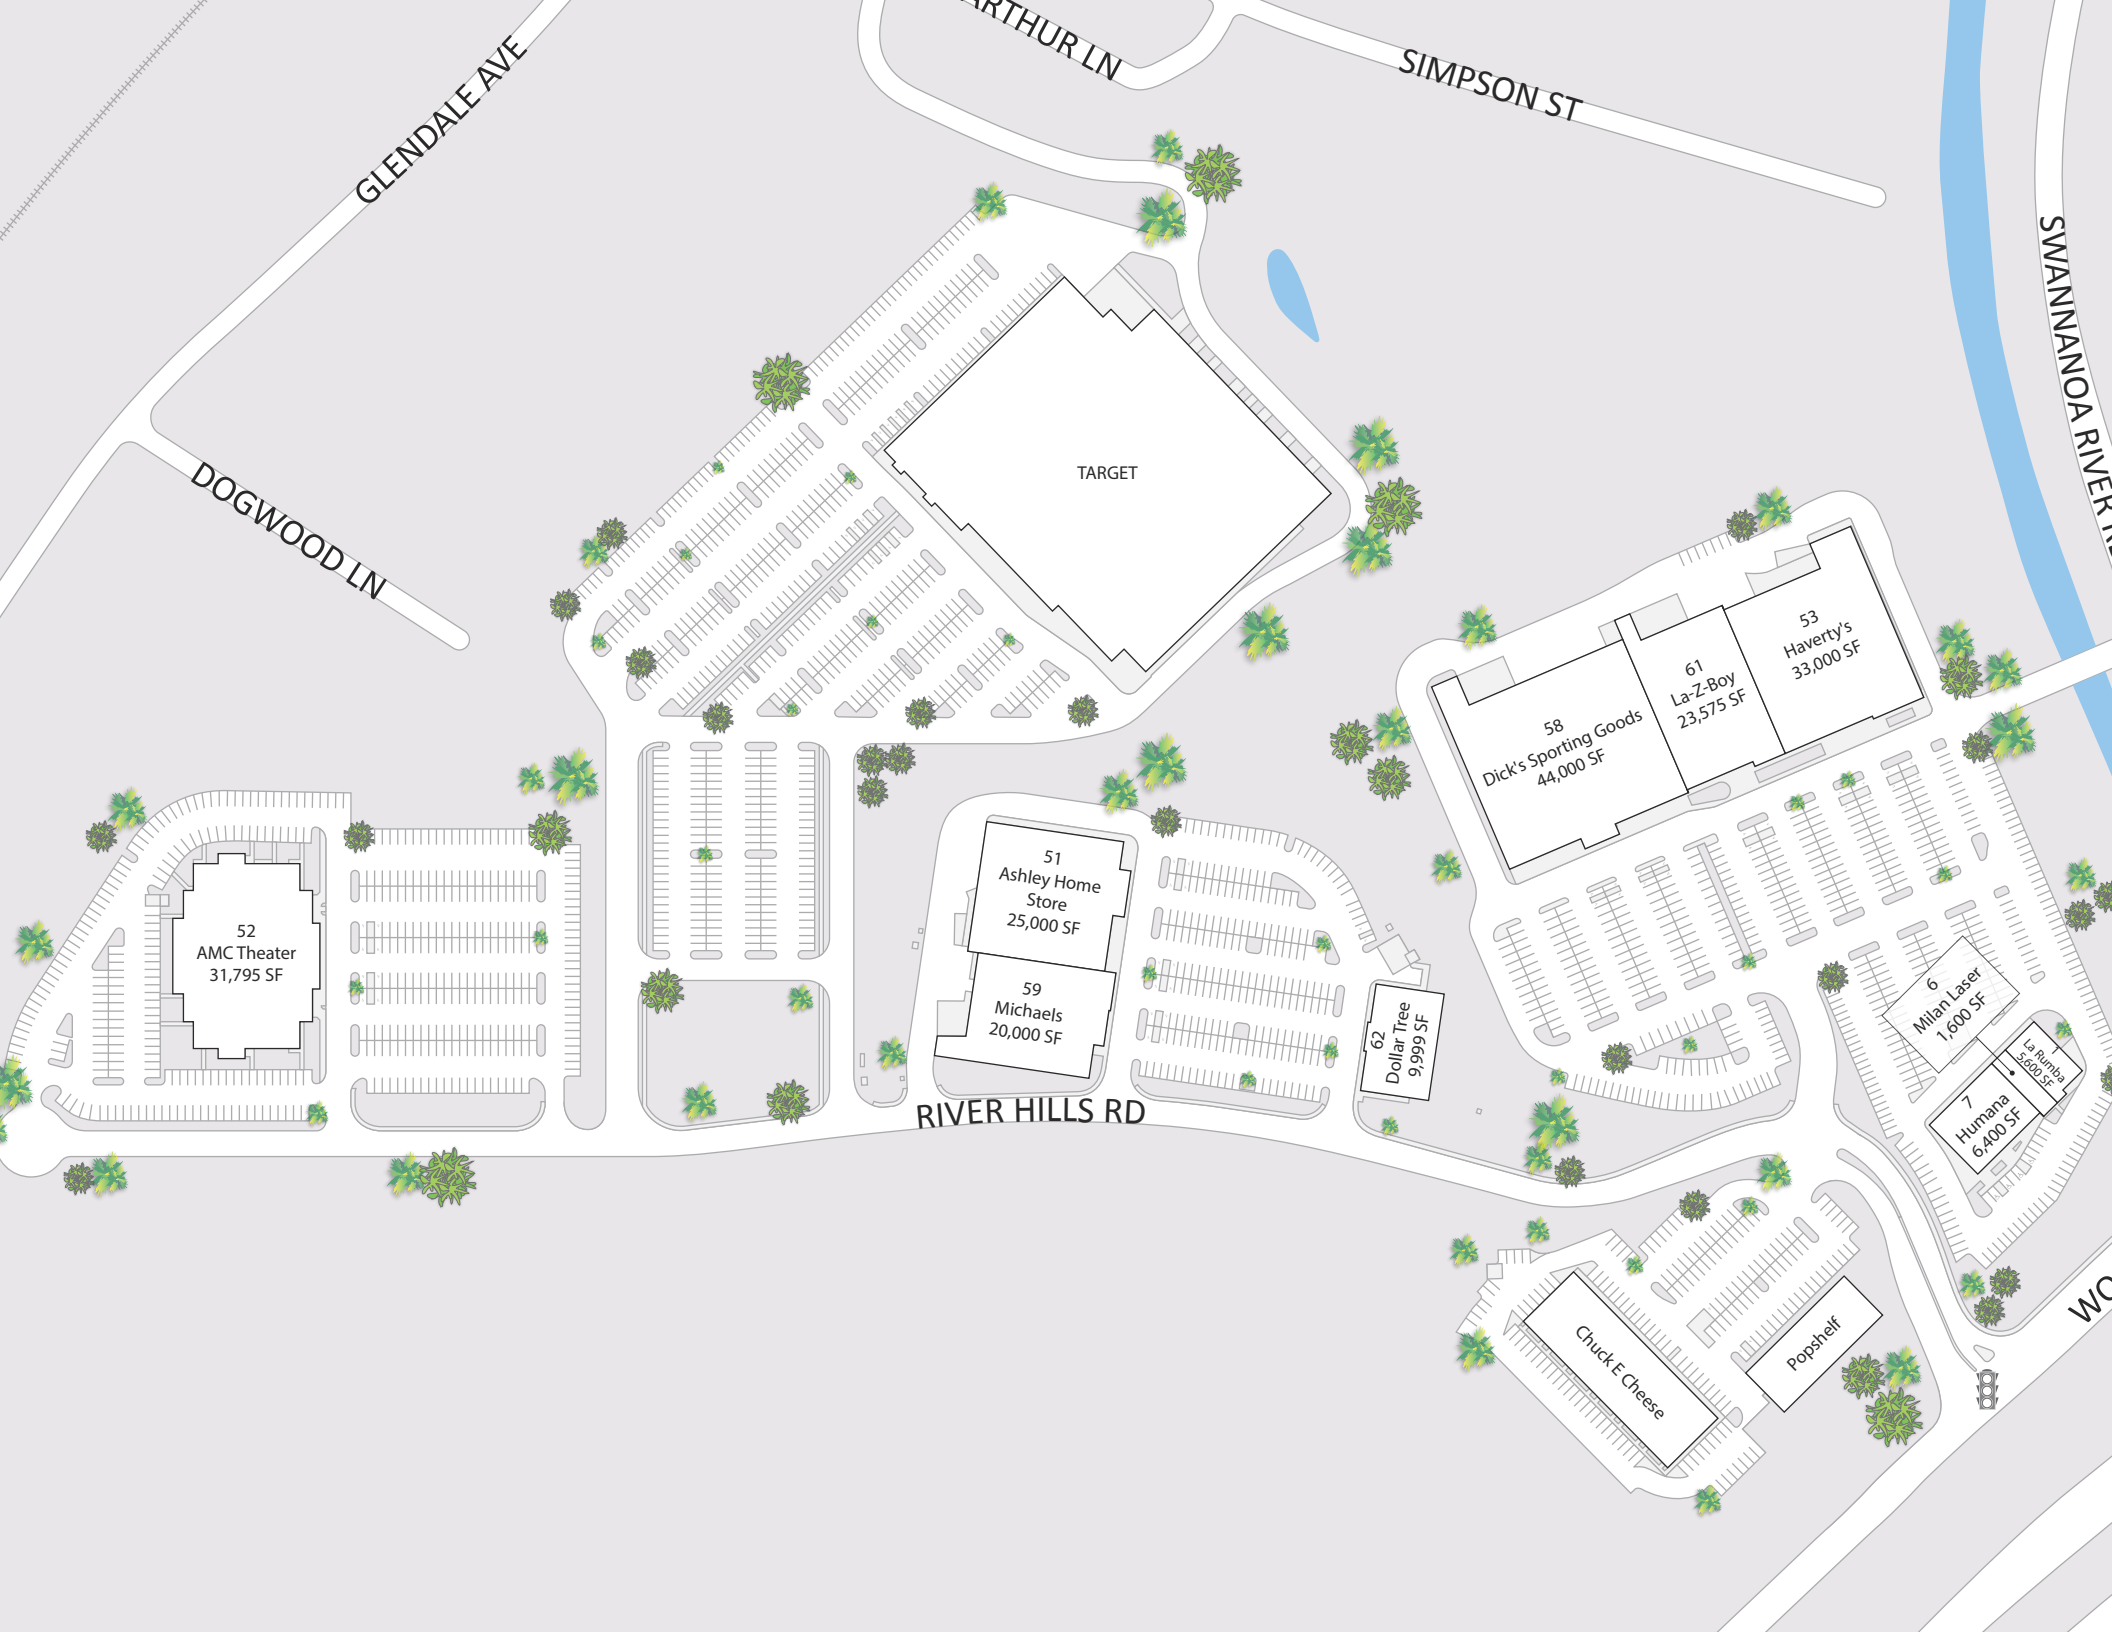 ARTHUR LN
SIMPSON ST
GLENDALE AVE
SWANNANOA RIVER
DOGWOOD LN
TARGET
53
Haverty's
33,000 SF
61
La-Z-Boy
23,575 SF
58
Dick's Sporting Goods
44,000 SF
51
Ashley Home
Store
25,000 SF
52
AMC Theater
31,795 SF
59
Michaels
20,000 SF
62
Dollar Tree
9,999 SF
6
Milan Laser
1,600 SF
1
La Rumba
5,600 SF
7
Humana
6,400 SF
RIVER HILLS RD
WO
Chuck E Cheese
Popshelf